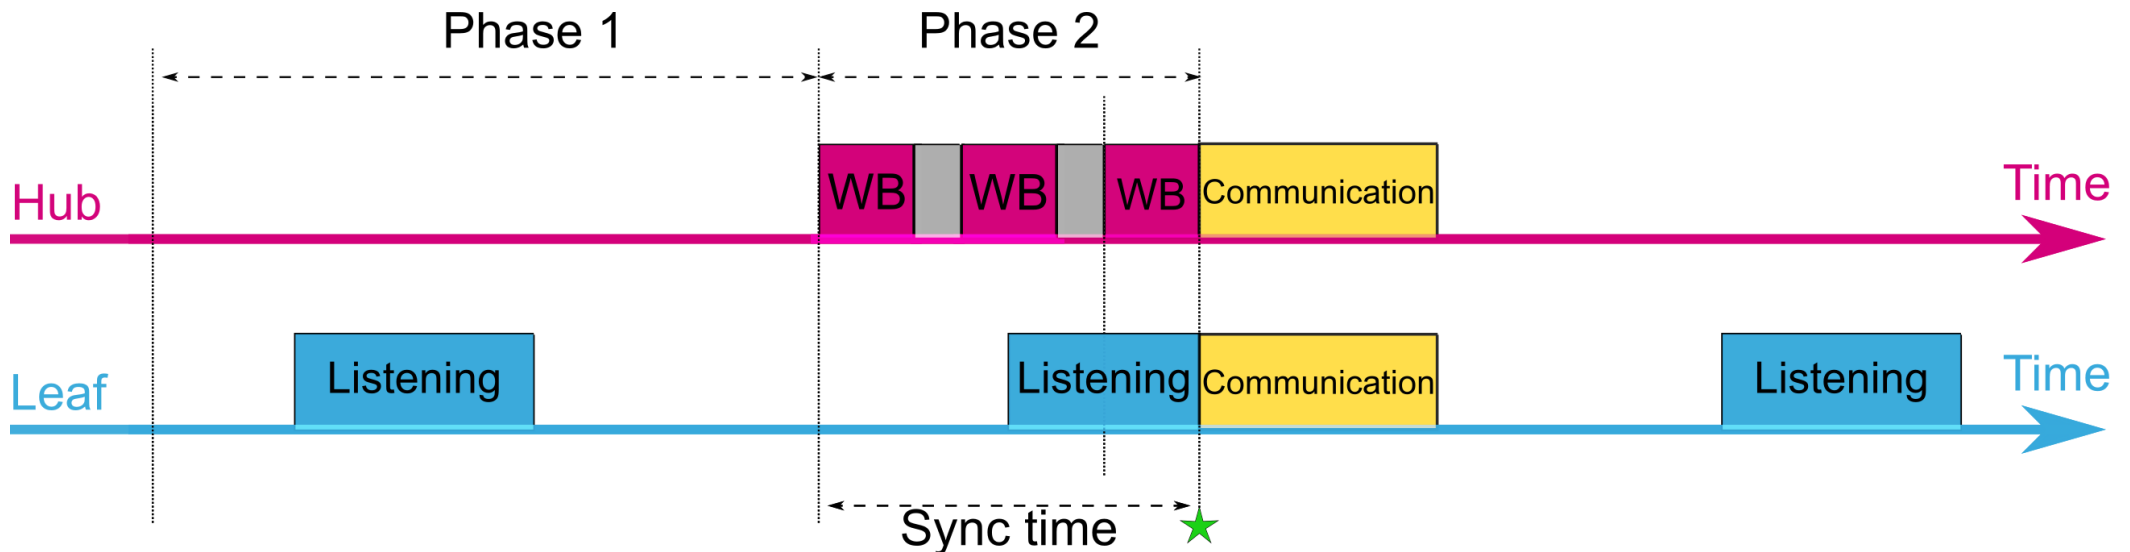 Phase 1
Phase 2
Hub
WB
WB
WB
Communication
Time
Leaf
Listening
Listening
Communication
Listening
Time
Sync time